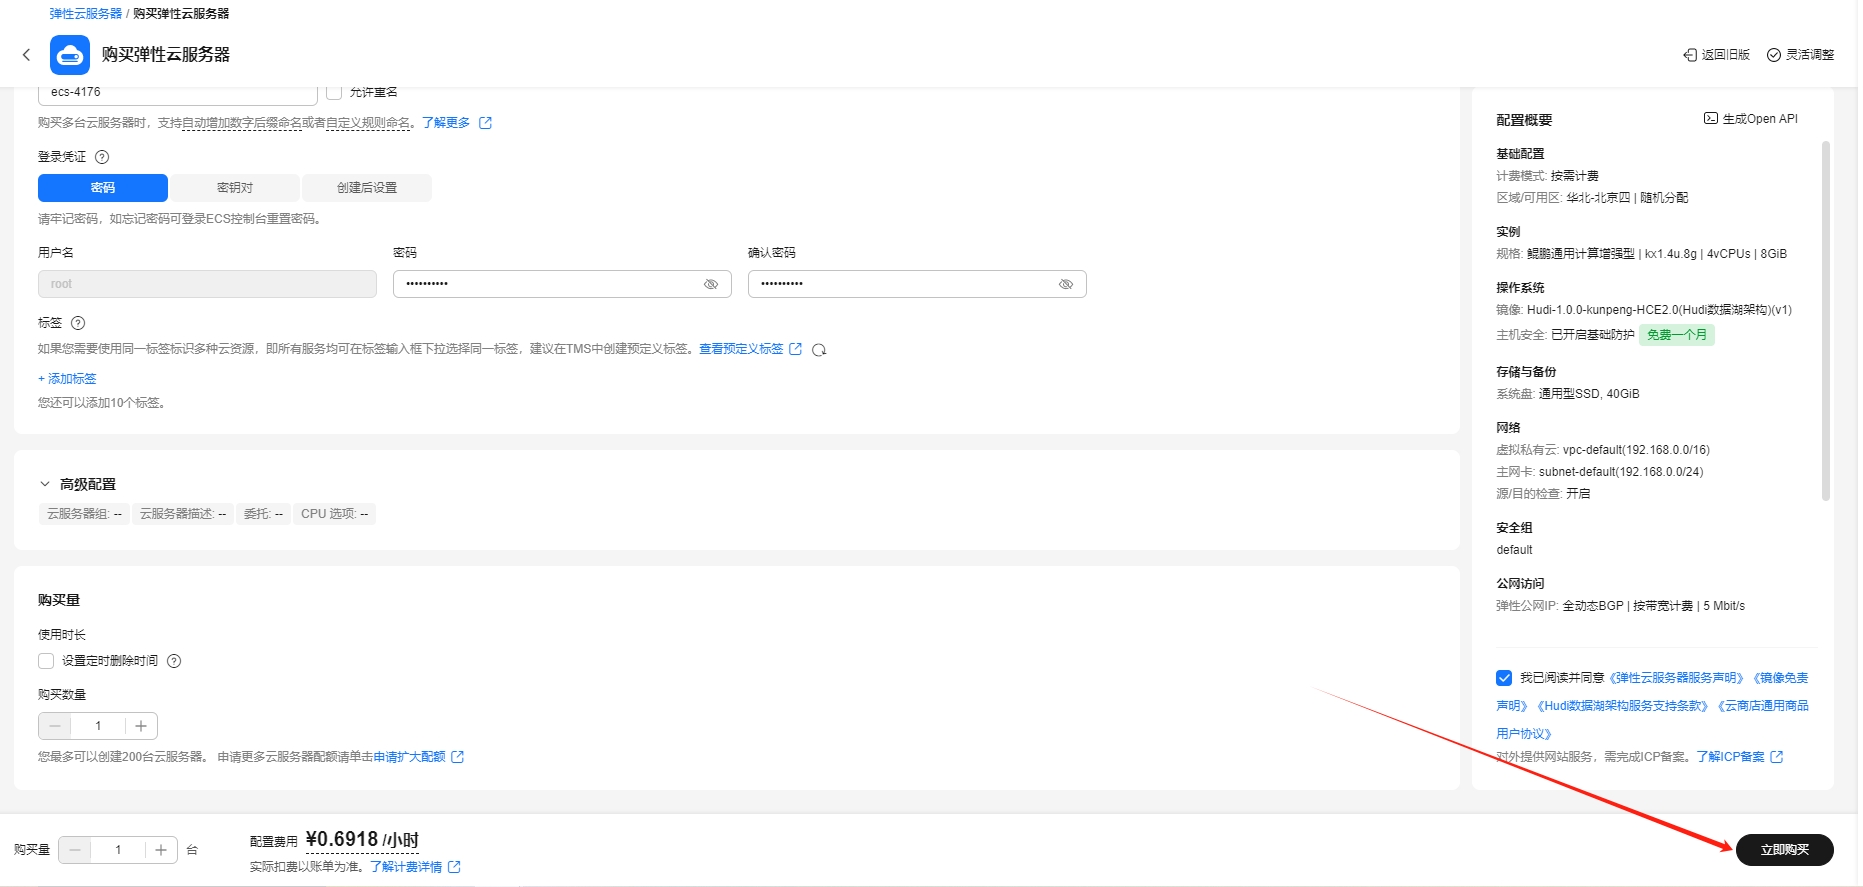 弹性云服务器 / 购买弹性云服务器
购买弹性云服务器
返回旧版
灵活调整
ecs-4176
允许重名
购买多台云服务器时，支持自动增加数字后缀命名或者自定义规则命名。了解更多
登录凭证
密码
密钥对
创建后设置
请牢记密码，如忘记密码可登录ECS控制台重置密码。
用户名
密码
确认密码
root
••••••••••
••••••••••
标签
如果您需要使用同一标签标识多种云资源，即所有服务均可在标签输入框下拉选择同一标签，建议在TMS中创建预定义标签。查看预定义标签
+ 添加标签
您还可以添加10个标签。
高级配置
云服务器组: --
云服务器描述: --
委托: --
CPU 选项: --
购买量
使用时长
设置定时删除时间
购买数量
1
您最多可以创建200台云服务器。 申请更多云服务器配额请单击申请扩大配额
配置概要
生成Open API
基础配置
计费模式: 按需计费
区域/可用区: 华北-北京四 | 随机分配
实例
规格: 鲲鹏通用计算增强型 | kx1.4u.8g | 4vCPUs | 8GiB
操作系统
镜像: Hudi-1.0.0-kunpeng-HCE2.0(Hudi数据湖架构)(v1)
主机安全: 已开启基础防护 免费一个月
存储与备份
系统盘: 通用型SSD, 40GiB
网络
虚拟私有云: vpc-default(192.168.0.0/16)
主网卡: subnet-default(192.168.0.0/24)
源/目的检查: 开启
安全组
default
公网访问
弹性公网IP: 全动态BGP | 按带宽计费 | 5 Mbit/s
我已阅读并同意《弹性云服务器服务声明》《镜像免责
声明》《Hudi数据湖架构服务支持条款》《云商店通用商品
用户协议》
对外提供网站服务，需完成ICP备案。了解ICP备案
购买量
1
台
配置费用 ¥0.6918 /小时
实际扣费以账单为准。了解计费详情
立即购买